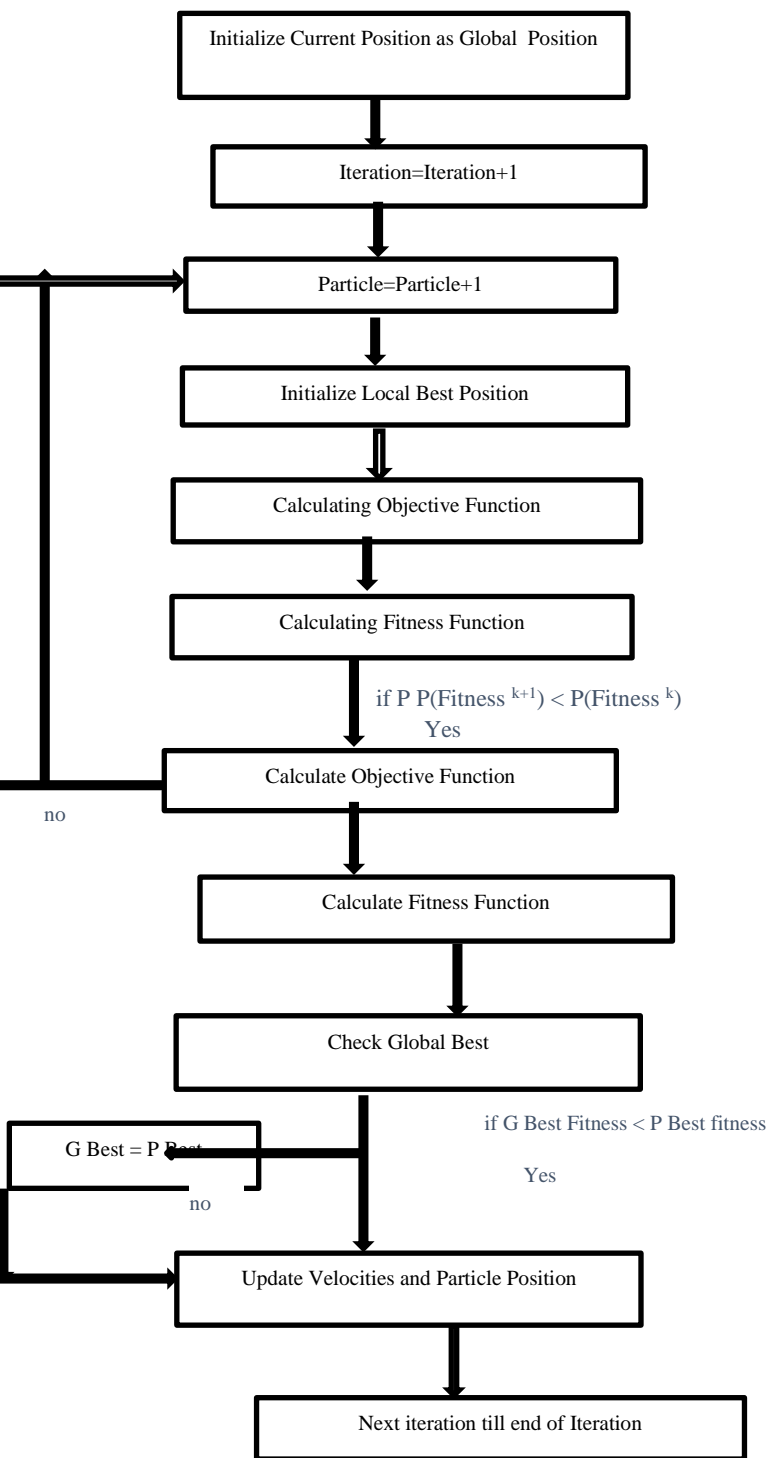 Initialize Current Position as Global Position
Iteration=Iteration+1
Particle=Particle+1
Initialize Local Best Position
Calculating Objective Function
Calculating Fitness Function
if P P(Fitness ᵏ⁺¹) < P(Fitness ᵏ)
Yes
Calculate Objective Function
no
Calculate Fitness Function
Check Global Best
if G Best Fitness < P Best fitness
G Best = P Best
Yes
no
Update Velocities and Particle Position
Next iteration till end of Iteration